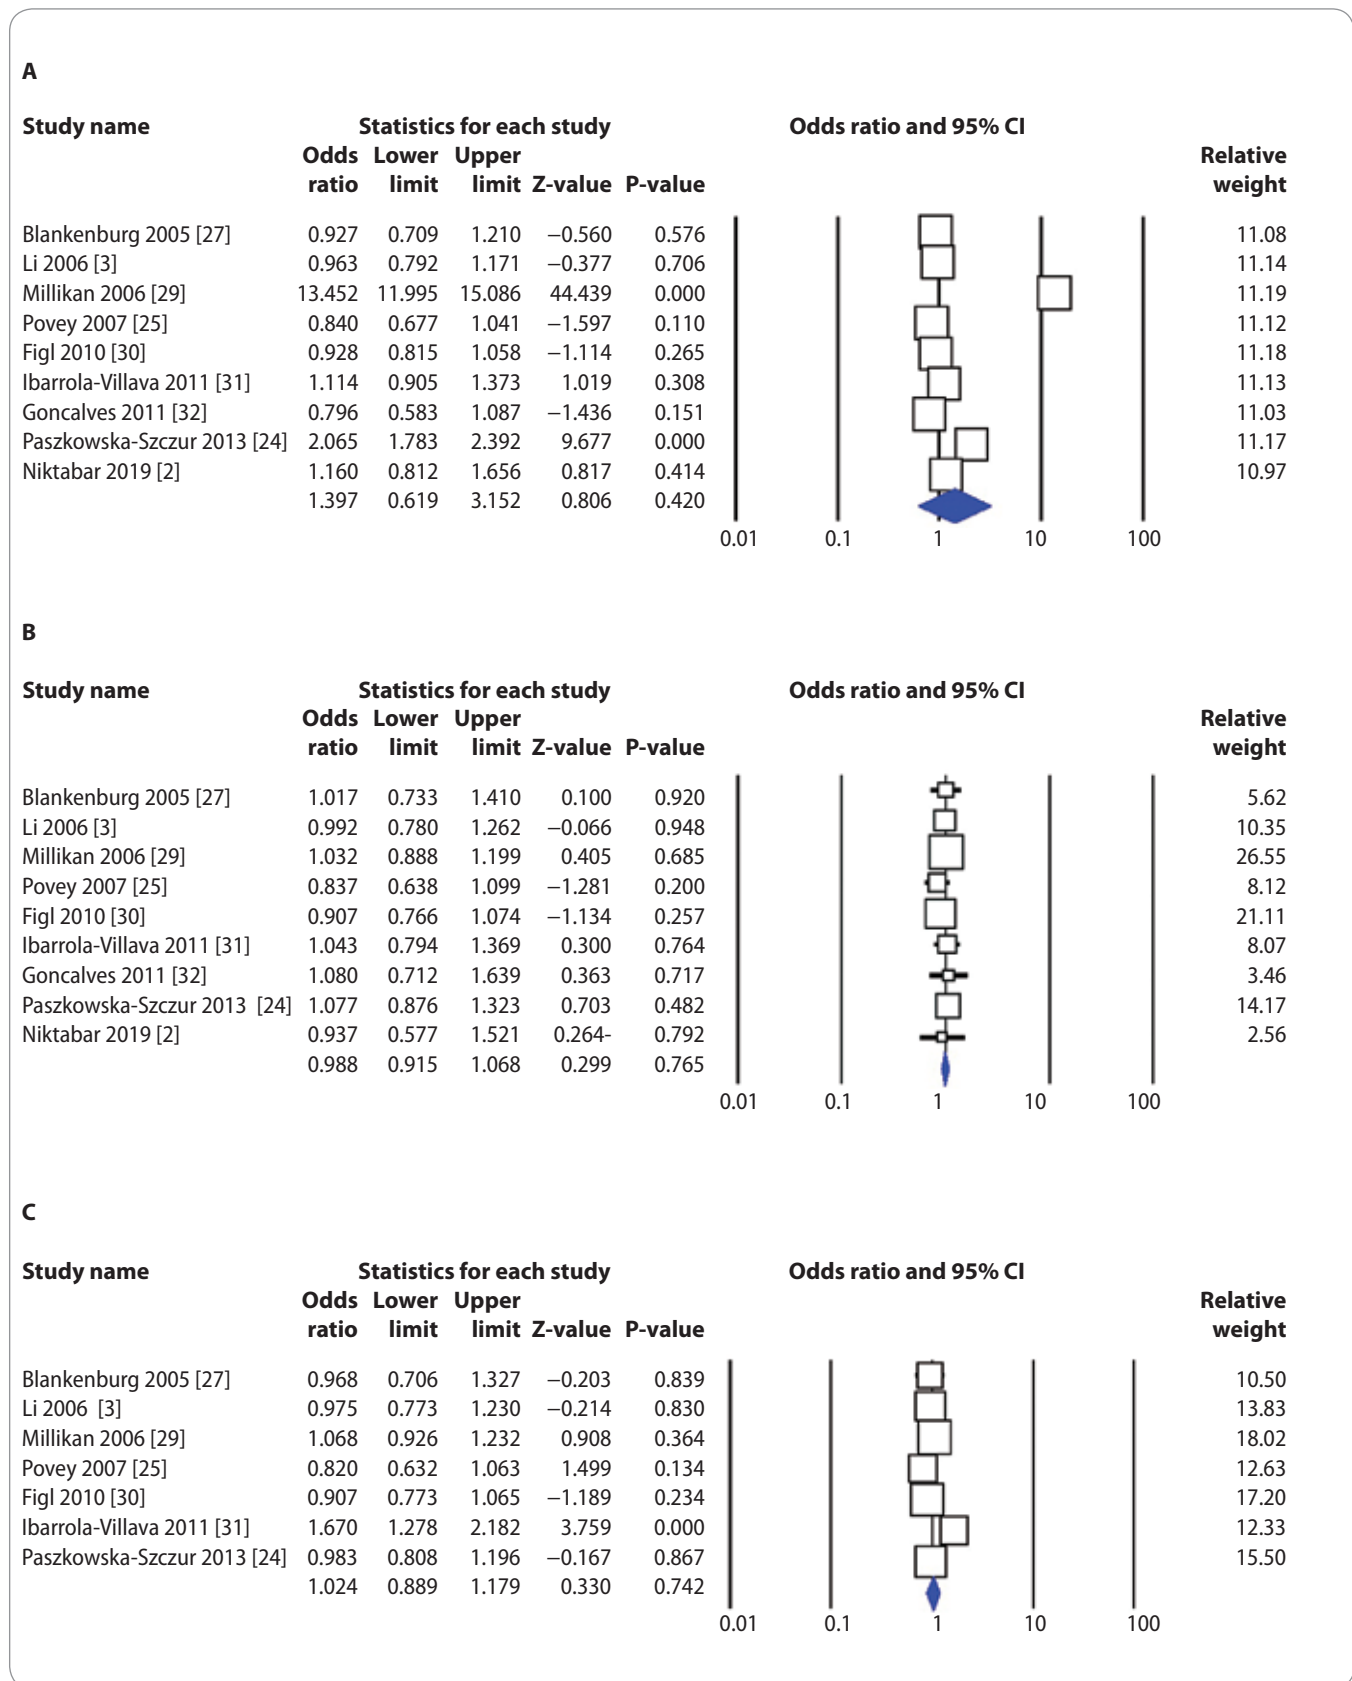 A
Study name Statistics for each study Odds ratio and 95% CI
Odds Lower Upper Relative
ratio limit limit Z-value P-value weight
Blankenburg 2005 [27] 0.927 0.709 1.210 −0.560 0.576 11.08
Li 2006 [3] 0.963 0.792 1.171 −0.377 0.706 11.14
Millikan 2006 [29] 13.452 11.995 15.086 44.439 0.000 11.19
Povey 2007 [25] 0.840 0.677 1.041 −1.597 0.110 11.12
Figl 2010 [30] 0.928 0.815 1.058 −1.114 0.265 11.18
Ibarrola-Villava 2011 [31] 1.114 0.905 1.373 1.019 0.308 11.13
Goncalves 2011 [32] 0.796 0.583 1.087 −1.436 0.151 11.03
Paszkowska-Szczur 2013 [24] 2.065 1.783 2.392 9.677 0.000 11.17
Niktabar 2019 [2] 1.160 0.812 1.656 0.817 0.414 10.97
1.397 0.619 3.152 0.806 0.420
0.01 0.1 1 10 100
B
Study name Statistics for each study Odds ratio and 95% CI
Odds Lower Upper Relative
ratio limit limit Z-value P-value weight
Blankenburg 2005 [27] 1.017 0.733 1.410 0.100 0.920 5.62
Li 2006 [3] 0.992 0.780 1.262 −0.066 0.948 10.35
Millikan 2006 [29] 1.032 0.888 1.199 0.405 0.685 26.55
Povey 2007 [25] 0.837 0.638 1.099 −1.281 0.200 8.12
Figl 2010 [30] 0.907 0.766 1.074 −1.134 0.257 21.11
Ibarrola-Villava 2011 [31] 1.043 0.794 1.369 0.300 0.764 8.07
Goncalves 2011 [32] 1.080 0.712 1.639 0.363 0.717 3.46
Paszkowska-Szczur 2013 [24] 1.077 0.876 1.323 0.703 0.482 14.17
Niktabar 2019 [2] 0.937 0.577 1.521 0.264- 0.792 2.56
0.988 0.915 1.068 0.299 0.765
0.01 0.1 1 10 100
C
Study name Statistics for each study Odds ratio and 95% CI
Odds Lower Upper Relative
ratio limit limit Z-value P-value weight
Blankenburg 2005 [27] 0.968 0.706 1.327 −0.203 0.839 10.50
Li 2006 [3] 0.975 0.773 1.230 −0.214 0.830 13.83
Millikan 2006 [29] 1.068 0.926 1.232 0.908 0.364 18.02
Povey 2007 [25] 0.820 0.632 1.063 1.499 0.134 12.63
Figl 2010 [30] 0.907 0.773 1.065 −1.189 0.234 17.20
Ibarrola-Villava 2011 [31] 1.670 1.278 2.182 3.759 0.000 12.33
Paszkowska-Szczur 2013 [24] 0.983 0.808 1.196 −0.167 0.867 15.50
1.024 0.889 1.179 0.330 0.742
0.01 0.1 1 10 100